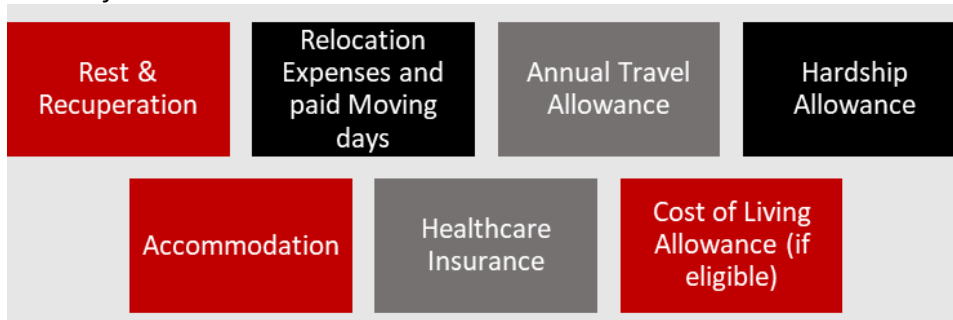 Rest &
Recuperation
Relocation
Expenses and
paid Moving
days
Annual Travel
Allowance
Hardship
Allowance
Accommodation
Healthcare
Insurance
Cost of Living
Allowance (if
eligible)